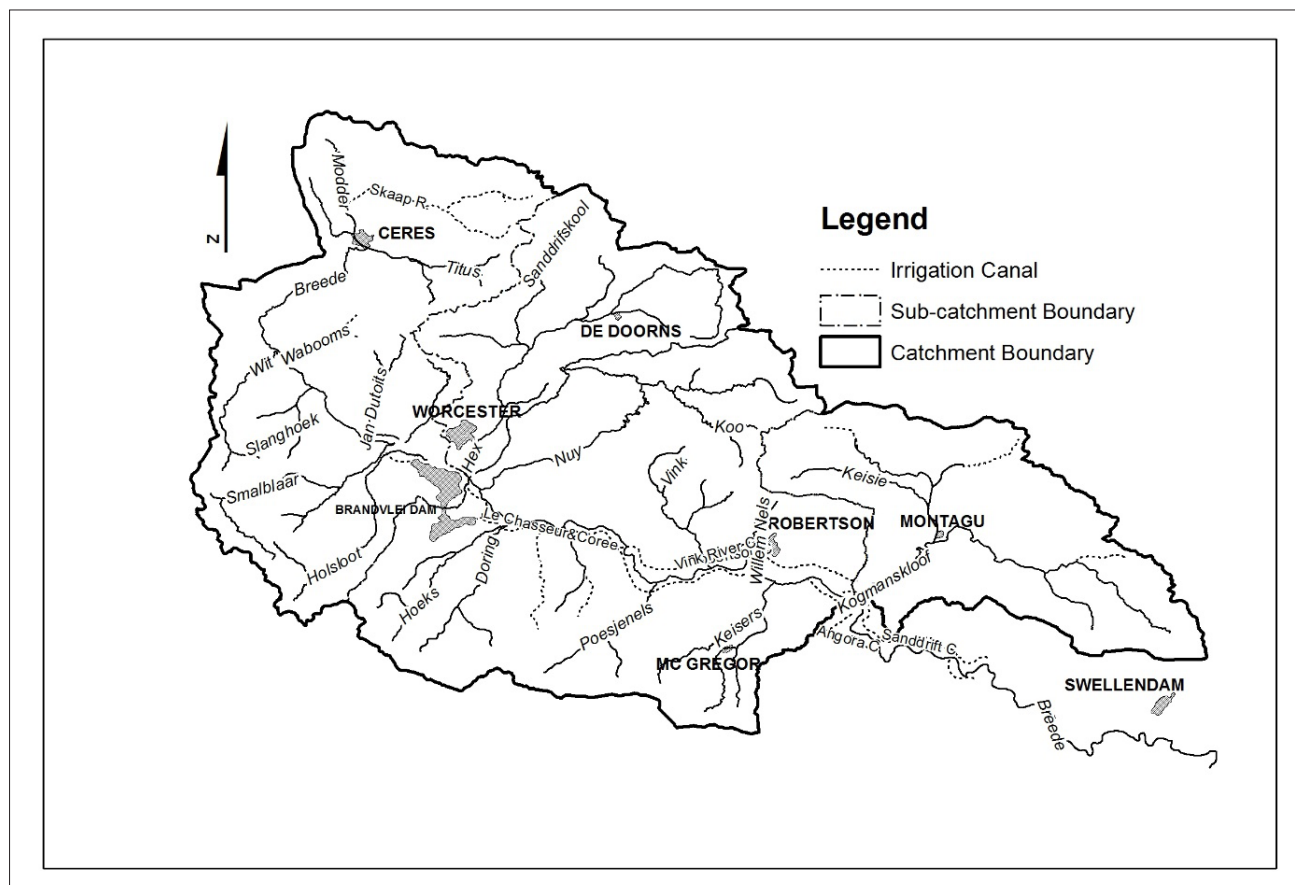 Modder
Skaap R.
CERES
N
Titus
Sanddrifskool
Breede
Legend
Irrigation Canal
Sub-catchment Boundary
Catchment Boundary
DE DOORNS
Wit
Wabooms
Jan Dutoits
WORCESTER
Slanghoek
Hex
Nuy
Koo
Vink
Keisie
Smalblaar
BRANDVLEI DAM
Le Chasseur&Coree
Willem Nels
ROBERTSON
MONTAGU
Holsloot
Doring
Hoeks
Vink River C.
Kogmanskloof
Poesjenels
Keisers
Angora C.
Sanddrift C.
MC GREGOR
SWELLENDAM
Breede